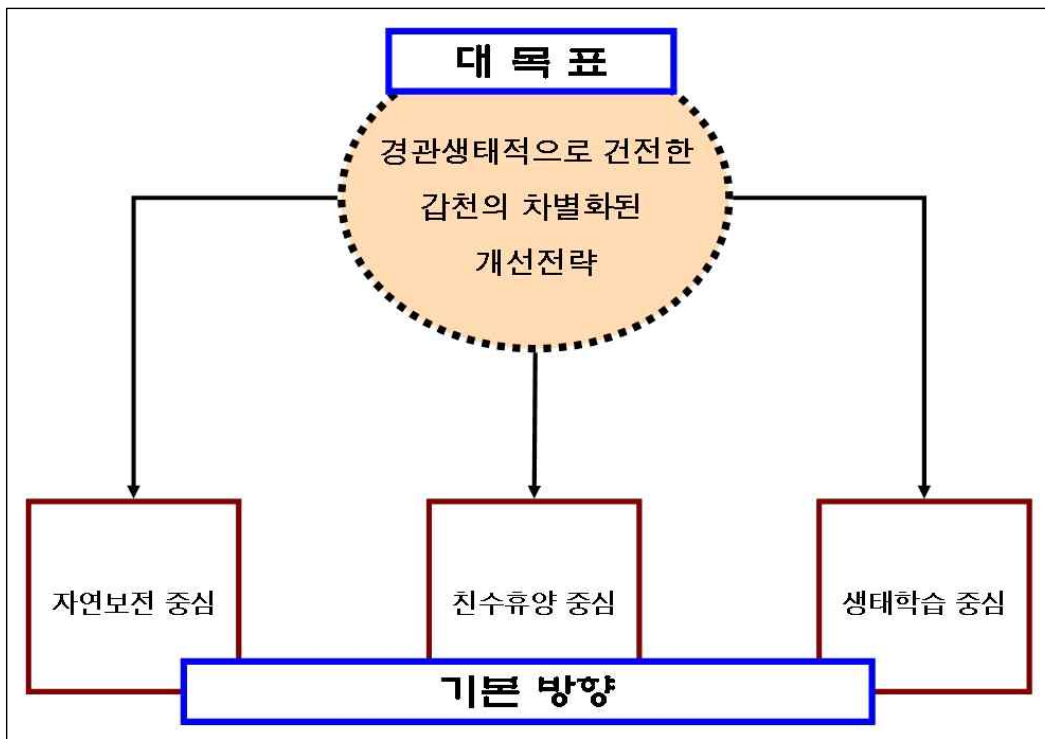 대 목 표
경관생태적으로 건전한
갑천의 차별화된
개선전략
자연보전 중심
친수휴양 중심
생태학습 중심
기본 방향